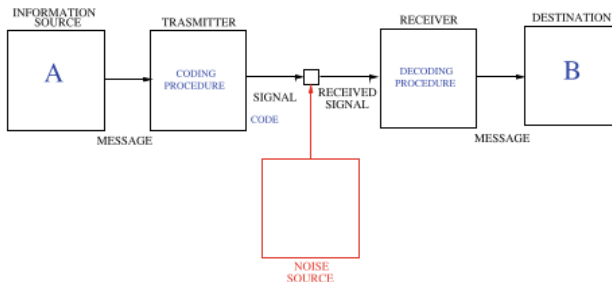 INFORMATION
SOURCE
TRASMITTER
RECEIVER
DESTINATION
A
CODING
PROCEDURE
DECODING
PROCEDURE
B
SIGNAL
RECEIVED
SIGNAL
CODE
MESSAGE
MESSAGE
NOISE
SOURCE